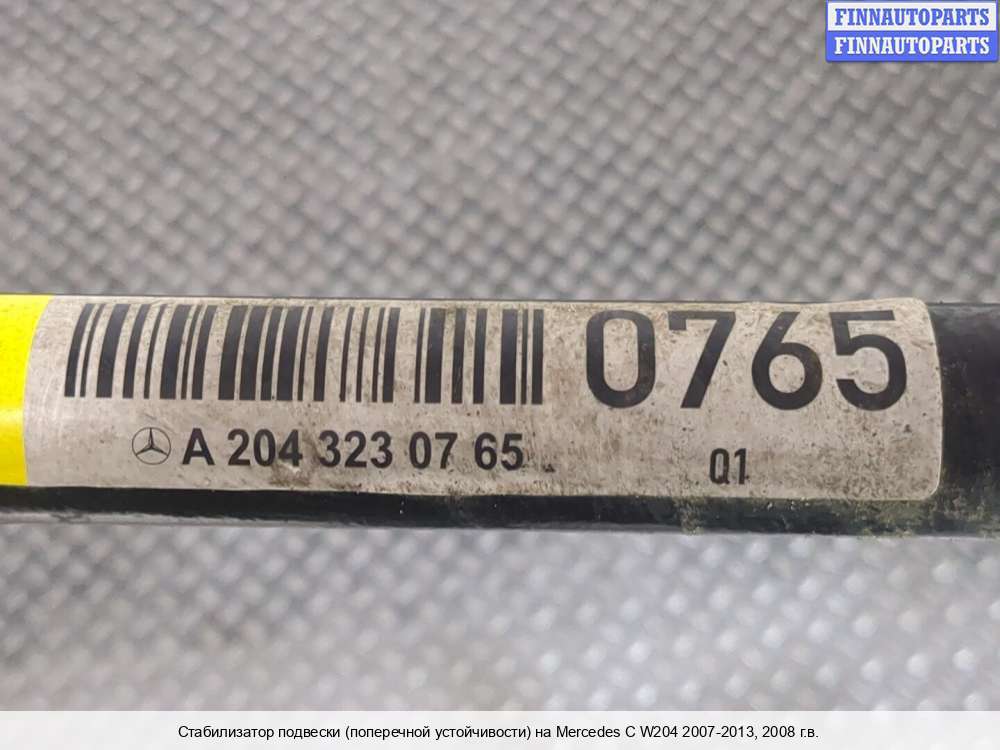 FINNAUTOPARTS
FINNAUTOPARTS
0765
A 204 323 07 65
Q1
Стабилизатор подвески (поперечной устойчивости) на Mercedes C W204 2007-2013, 2008 г.в.